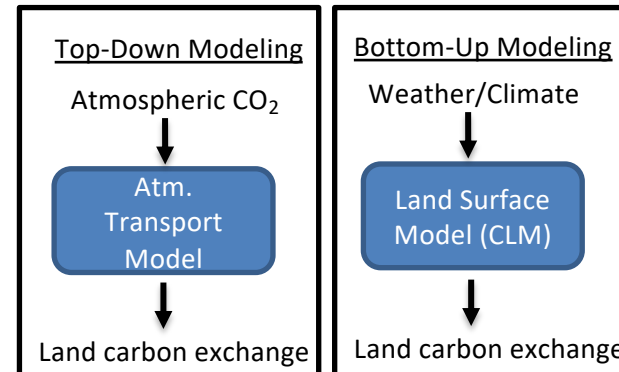 Top-Down Modeling
Atmospheric CO₂
Atm.
Transport
Model
Land carbon exchange
Bottom-Up Modeling
Weather/Climate
Land Surface
Model (CLM)
Land carbon exchange